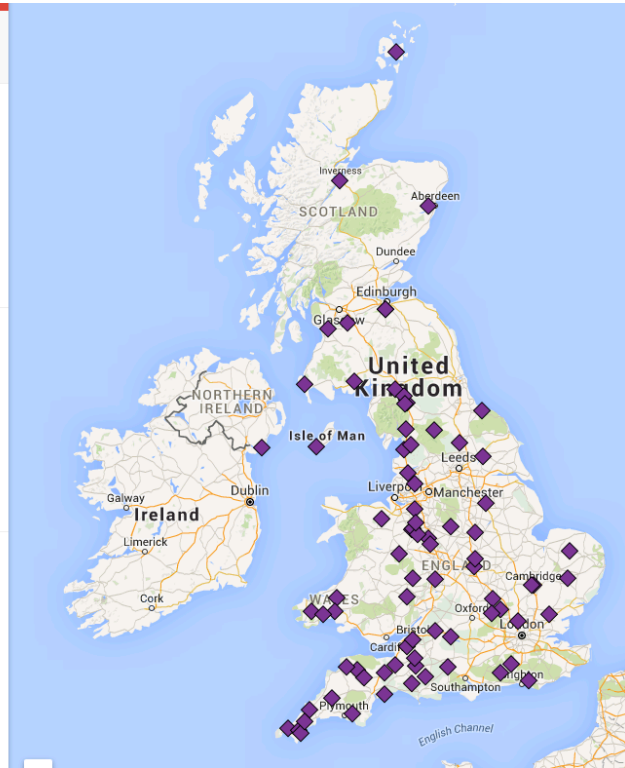 Inverness
Aberdeen
SCOTLAND
Dundee
Edinburgh
Glasgow
United
Kingdom
NORTHERN
IRELAND
Isle of Man
Leeds
Dublin
Liverpool
Manchester
Galway
Ireland
Limerick
ENGLAND
Cambridge
Cork
WALES
Oxford
London
Bristol
Cardiff
Brighton
Southampton
Plymouth
English Channel